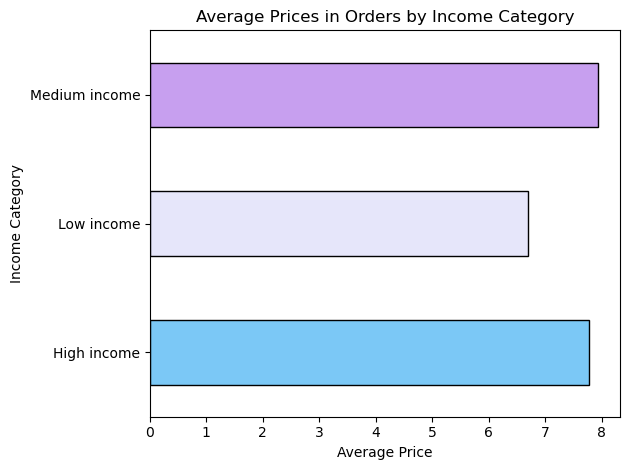 Average Prices in Orders by Income Category
Medium income
Low income
High income
Income Category
0 1 2 3 4 5 6 7 8
Average Price